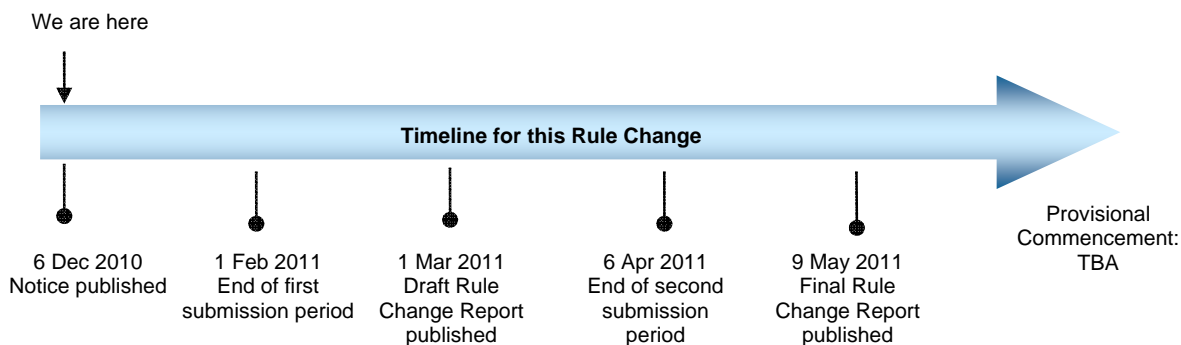 We are here
Timeline for this Rule Change
6 Dec 2010
Notice published
1 Feb 2011
End of first
submission period
1 Mar 2011
Draft Rule
Change Report
published
6 Apr 2011
End of second
submission
period
9 May 2011
Final Rule
Change Report
published
Provisional
Commencement:
TBA